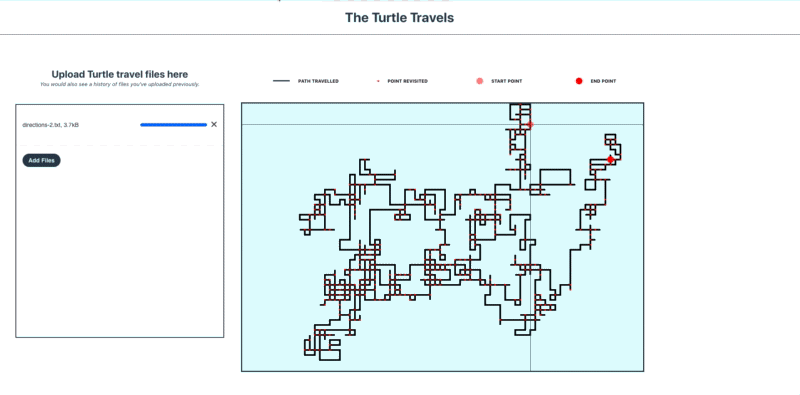 The Turtle Travels
Upload Turtle travel files here
You would also see a history of files you've uploaded previously.
PATH TRAVELLED
POINT REVISITED
START POINT
END POINT
directions-2.txt, 3.7kB
Add Files